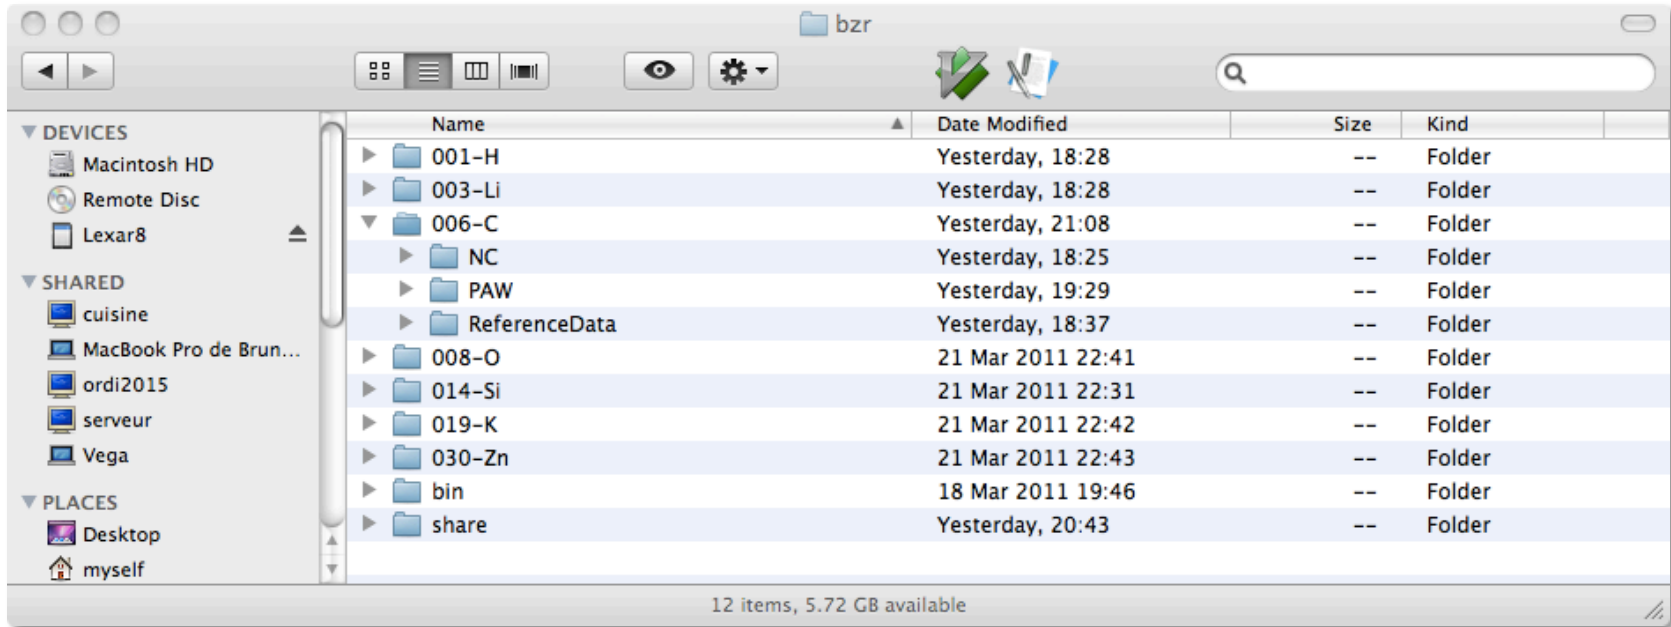 bzr
DEVICES
Macintosh HD
Remote Disc
Lexar8
SHARED
cuisine
MacBook Pro de Brun...
ordi2015
serveur
Vega
PLACES
Desktop
myself
Name Date Modified Size Kind
001-H Yesterday, 18:28 -- Folder
003-Li Yesterday, 18:28 -- Folder
006-C Yesterday, 21:08 -- Folder
NC Yesterday, 18:25 -- Folder
PAW Yesterday, 19:29 -- Folder
ReferenceData Yesterday, 18:37 -- Folder
008-O 21 Mar 2011 22:41 -- Folder
014-Si 21 Mar 2011 22:31 -- Folder
019-K 21 Mar 2011 22:42 -- Folder
030-Zn 21 Mar 2011 22:43 -- Folder
bin 18 Mar 2011 19:46 -- Folder
share Yesterday, 20:43 -- Folder
12 items, 5.72 GB available